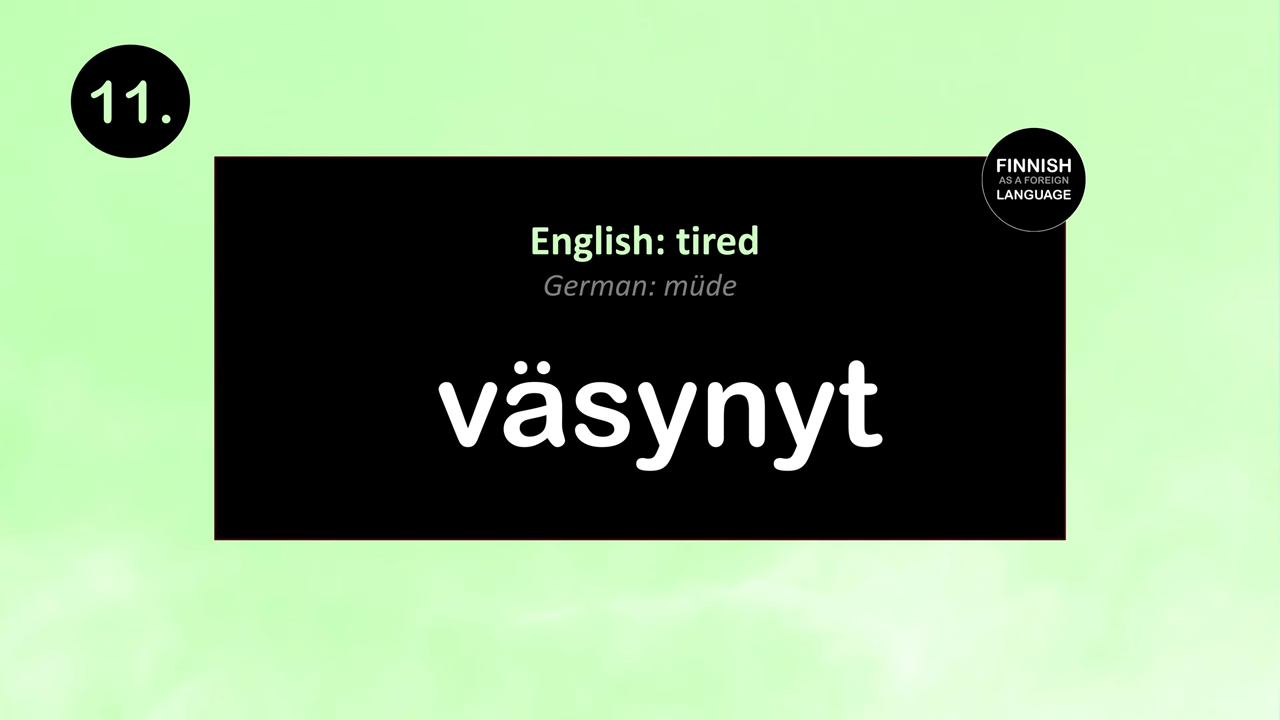 11.
FINNISH
AS A FOREIGN
LANGUAGE
English: tired
German: müde
väsynyt